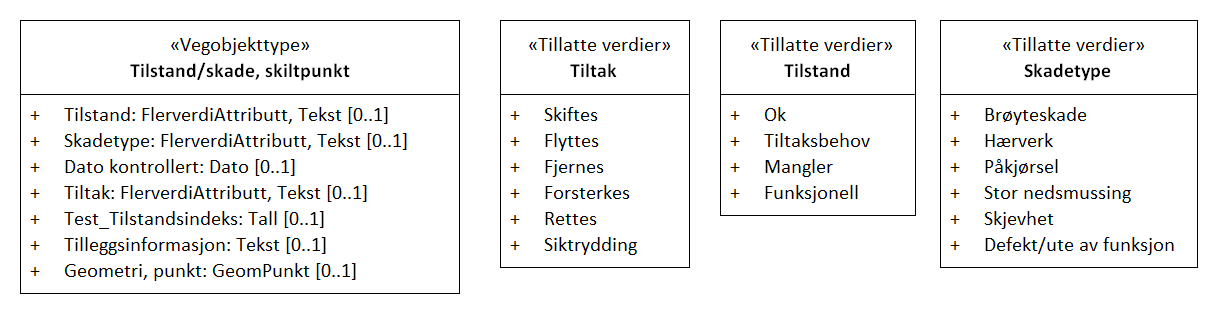 «Vegobjekttype»
Tilstand/skade, skiltpunkt
+ Tilstand: FlerverdiAttributt, Tekst [0..1]
+ Skadetype: FlerverdiAttributt, Tekst [0..1]
+ Dato kontrollert: Dato [0..1]
+ Tiltak: FlerverdiAttributt, Tekst [0..1]
+ Test_Tilstandsindeks: Tall [0..1]
+ Tilleggsinformasjon: Tekst [0..1]
+ Geometri, punkt: GeomPunkt [0..1]
«Tillatte verdier»
Tiltak
+ Skiftes
+ Flyttes
+ Fjernes
+ Forsterkes
+ Rettes
+ Siktrydding
«Tillatte verdier»
Tilstand
+ Ok
+ Tiltaksbehov
+ Mangler
+ Funksjonell
«Tillatte verdier»
Skadetype
+ Brøyteskade
+ Hærverk
+ Påkjørsel
+ Stor nedsmussing
+ Skjevhet
+ Defekt/ute av funksjon